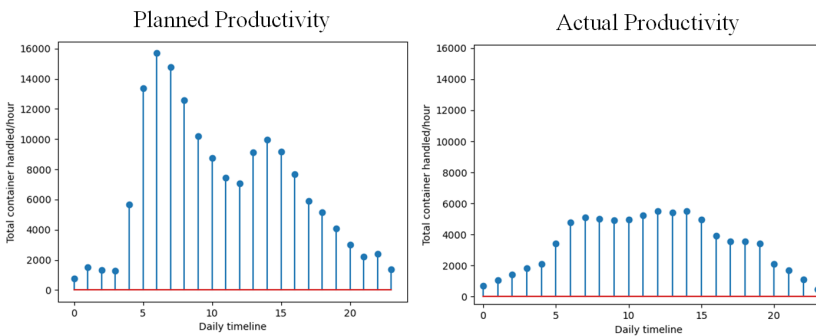 Planned Productivity
Actual Productivity
Total container handled/hour
16000
14000
12000
10000
8000
6000
4000
2000
0
0 5 10 15 20
Daily timeline
Total container handled/hour
16000
14000
12000
10000
8000
6000
4000
2000
0
0 5 10 15 20
Daily timeline